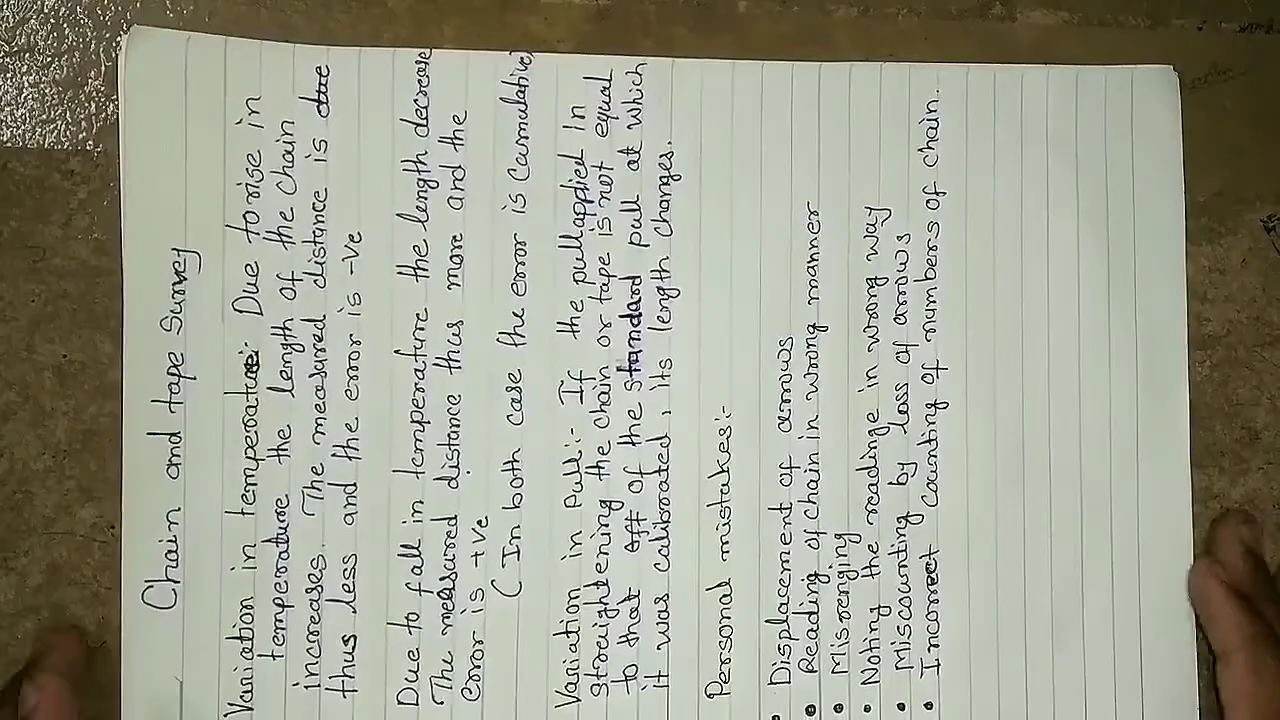 Chain and tape Survey
Variation in temperature:- Due to rise in
temperature the length of the chain
increases. The measured distance is due
thus less and the error is -ve
Due to fall in temperature the length decrease
The measured distance thus more and the
error is +ve
(In both case the error is Cumulative)
Variation in Pull:- If the pull applied in
straightening the chain or tape is not equal
to that off of the standard pull at which
it was calibrated, its length changes.
Personal mistakes:-
• Displacement of arrows
• Reading of chain in wrong manner
• Misrenging
• Noting the readinge in wrong way
• Miscounting by loss of arrows
• Incorrect Counting of numbers of chain.